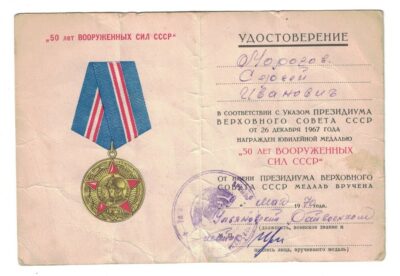 "50 лет ВООРУЖЕННЫХ СИЛ СССР"
УДОСТОВЕРЕНИЕ
Морозов
Сергей
Иванович
В СООТВЕТСТВИИ С УКАЗОМ ПРЕЗИДИУМА
ВЕРХОВНОГО СОВЕТА СССР
ОТ 26 ДЕКАБРЯ 1967 ГОДА
НАГРАЖДЕН ЮБИЛЕЙНОЙ МЕДАЛЬЮ
"50 ЛЕТ ВООРУЖЕННЫХ
СИЛ СССР"
ОТ ИМЕНИ ПРЕЗИДИУМА ВЕРХОВНОГО
СОВЕТА СССР МЕДАЛЬ ВРУЧЕНА
19
(должность, воинское звание и
подпись лица, вручившего медаль)